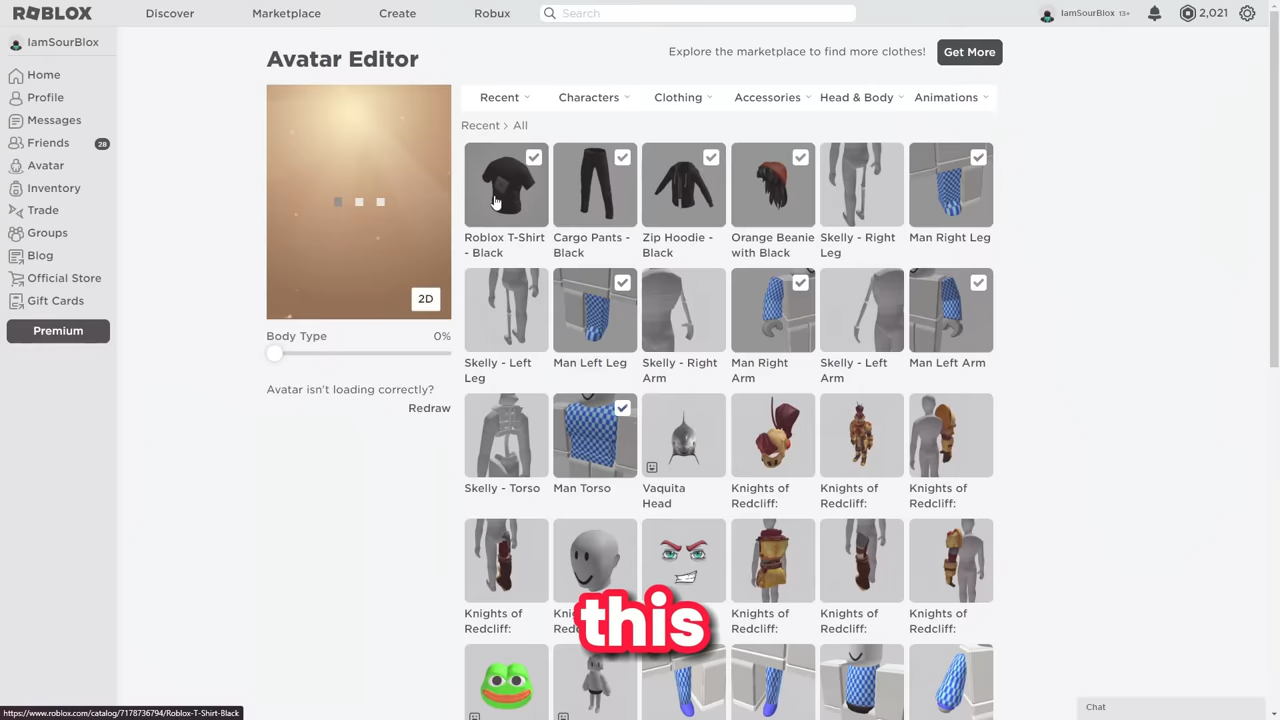 ROBLOX
Discover
Marketplace
Create
Robux
Search
IamSourBlox 13+
2,021
IamSourBlox
Home
Profile
Messages
Friends
28
Avatar
Inventory
Trade
Groups
Blog
Official Store
Gift Cards
Premium
Avatar Editor
Explore the marketplace to find more clothes!
Get More
2D
Body Type
0%
Avatar isn't loading correctly?
Redraw
Recent
Characters
Clothing
Accessories
Head & Body
Animations
Recent > All
Roblox T-Shirt
- Black
Cargo Pants -
Black
Zip Hoodie -
Black
Orange Beanie
with Black
Skelly - Right
Leg
Man Right Leg
Skelly - Left
Leg
Man Left Leg
Skelly - Right
Arm
Man Right
Arm
Skelly - Left
Arm
Man Left Arm
Skelly - Torso
Man Torso
Vaquita
Head
Knights of
Redcliff:
Knights of
Redcliff:
Knights of
Redcliff:
Knights of
Redcliff:
Knights of
Redcliff:
Knights of
Redcliff:
Knights of
Redcliff:
this
Chat
https://www.roblox.com/catalog/7178736794/Roblox-T-Shirt-Black